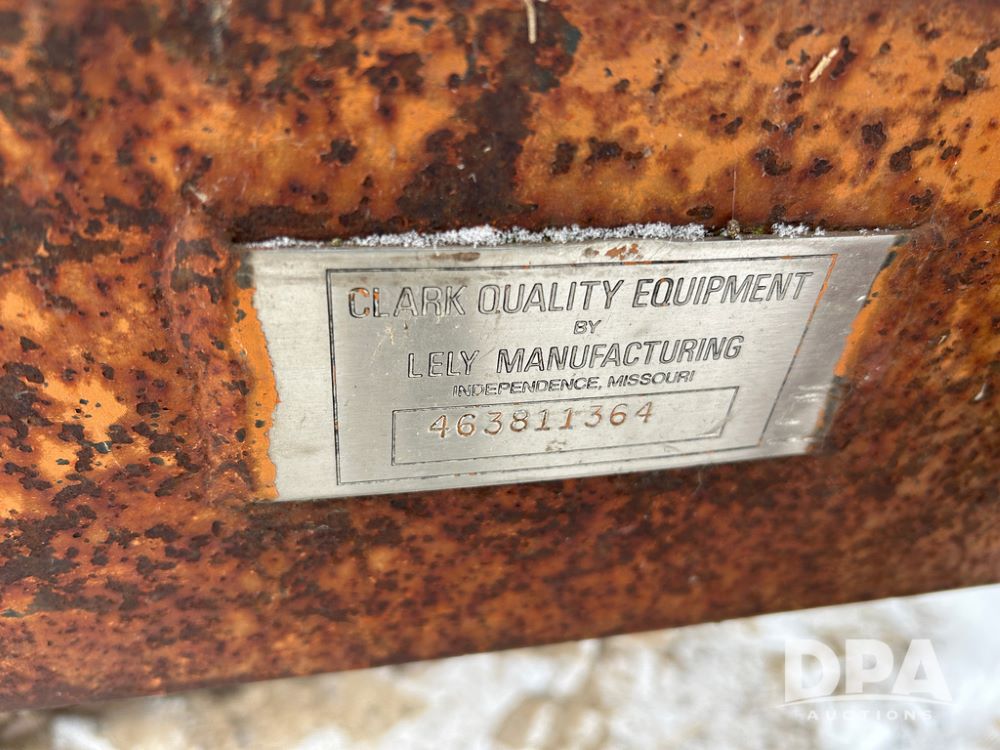 CLARK QUALITY EQUIPMENT
BY
LELY MANUFACTURING
INDEPENDENCE, MISSOURI
463811364
DPA
AUCTIONS